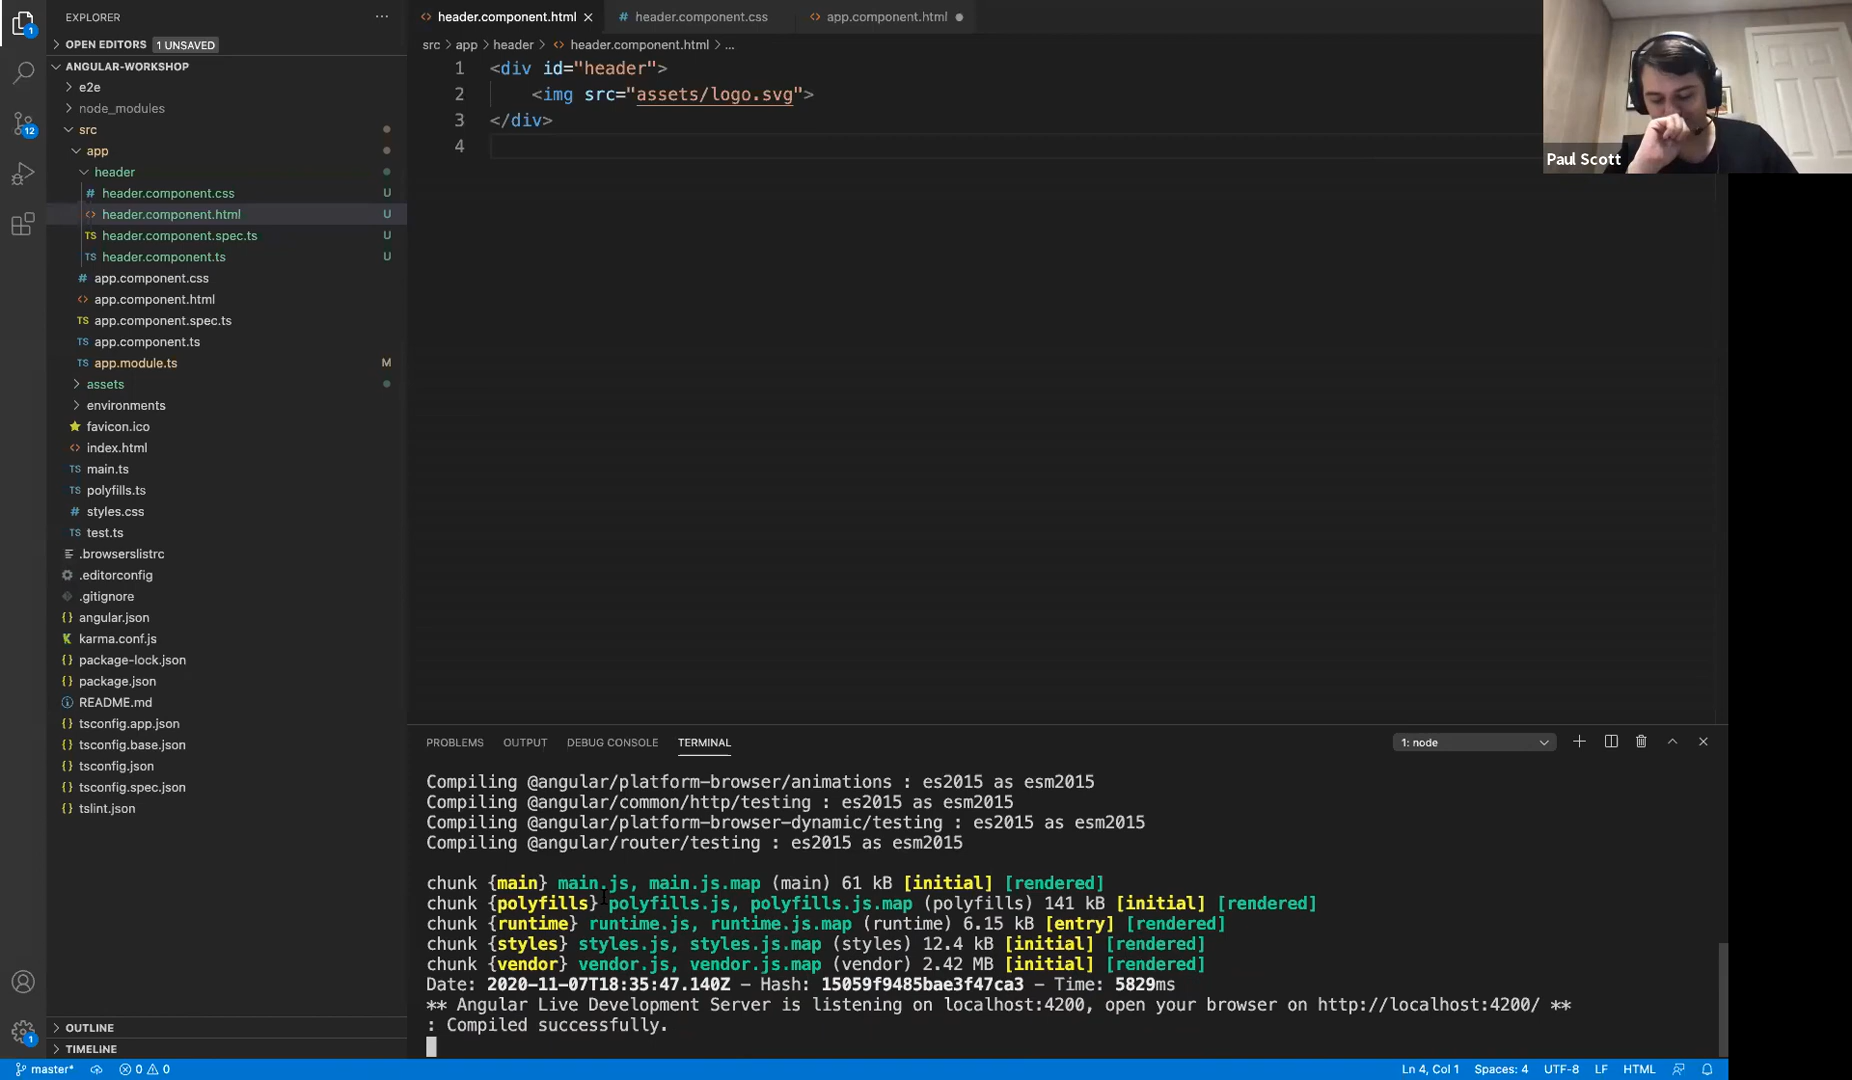 EXPLORER
OPEN EDITORS 1 UNSAVED
ANGULAR-WORKSHOP
e2e
node_modules
src
app
header
header.component.css U
header.component.html U
header.component.spec.ts U
header.component.ts U
app.component.css
app.component.html
app.component.spec.ts
app.component.ts
app.module.ts M
assets
environments
favicon.ico
index.html
main.ts
polyfills.ts
styles.css
test.ts
.browserslistrc
.editorconfig
.gitignore
angular.json
karma.conf.js
package-lock.json
package.json
README.md
tsconfig.app.json
tsconfig.base.json
tsconfig.json
tsconfig.spec.json
tslint.json
OUTLINE
TIMELINE
1
12
1
header.component.html header.component.css app.component.html
src > app > header > header.component.html > ...
1 <div id="header">
2 <img src="assets/logo.svg">
3 </div>
4
Paul Scott
PROBLEMS OUTPUT DEBUG CONSOLE TERMINAL 1: node
Compiling @angular/platform-browser/animations : es2015 as esm2015
Compiling @angular/common/http/testing : es2015 as esm2015
Compiling @angular/platform-browser-dynamic/testing : es2015 as esm2015
Compiling @angular/router/testing : es2015 as esm2015
chunk {main} main.js, main.js.map (main) 61 kB [initial] [rendered]
chunk {polyfills} polyfills.js, polyfills.js.map (polyfills) 141 kB [initial] [rendered]
chunk {runtime} runtime.js, runtime.js.map (runtime) 6.15 kB [entry] [rendered]
chunk {styles} styles.js, styles.js.map (styles) 12.4 kB [initial] [rendered]
chunk {vendor} vendor.js, vendor.js.map (vendor) 2.42 MB [initial] [rendered]
Date: 2020-11-07T18:35:47.140Z - Hash: 15059f9485bae3f47ca3 - Time: 5829ms
** Angular Live Development Server is listening on localhost:4200, open your browser on http://localhost:4200/ **
: Compiled successfully.
master* 0 0 Ln 4, Col 1 Spaces: 4 UTF-8 LF HTML